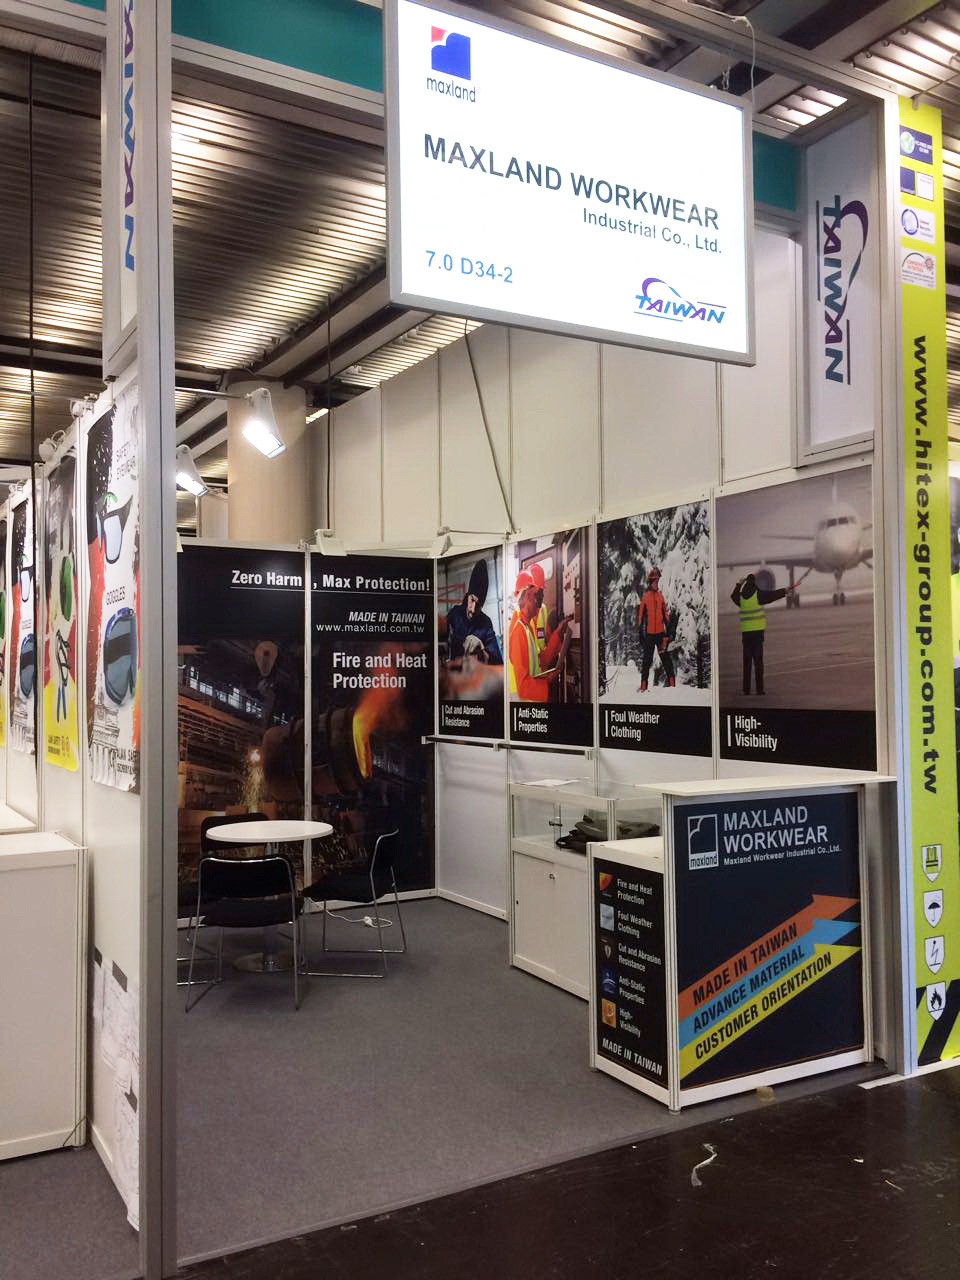 maxland
MAXLAND WORKWEAR
Industrial Co., Ltd.
7.0 D34-2
TAIWAN
TAIWAN
TAIWAN
www.hitex-group.com.tw
SAFETY
EYEWEAR
GOGGLES
Zero Harm, Max Protection!
MADE IN TAIWAN
www.maxland.com.tw
Fire and Heat
Protection
Cut and Abrasion
Resistance
Anti-Static
Properties
Foul Weather
Clothing
High-
Visibility
maxland
MAXLAND
WORKWEAR
Maxland Workwear Industrial Co.,Ltd.
MADE IN TAIWAN
ADVANCE MATERIAL
CUSTOMER ORIENTATION
Fire and Heat
Protection
Foul Weather
Clothing
Cut and Abrasion
Resistance
Anti-Static
Properties
High-
Visibility
MADE IN TAIWAN